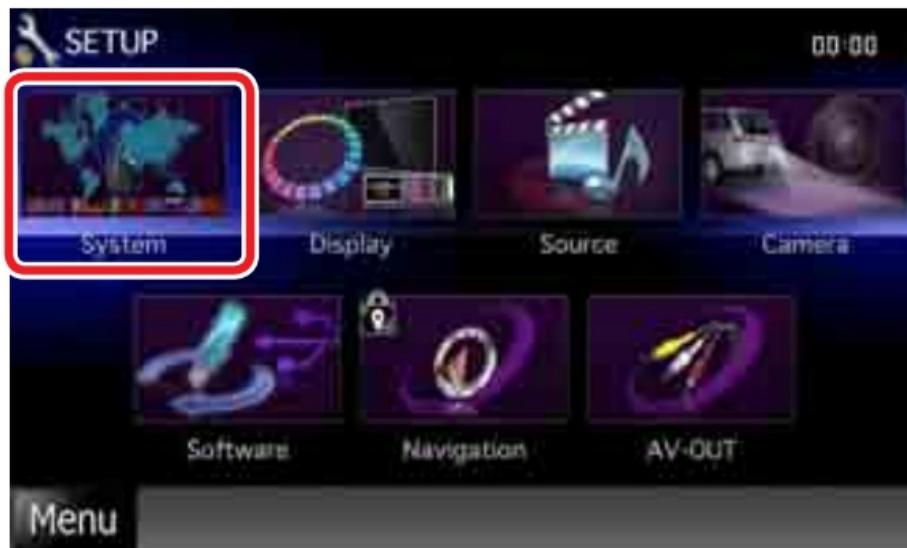 SETUP
00:00
System
Display
Source
Camera
Software
Navigation
AV-OUT
Menu